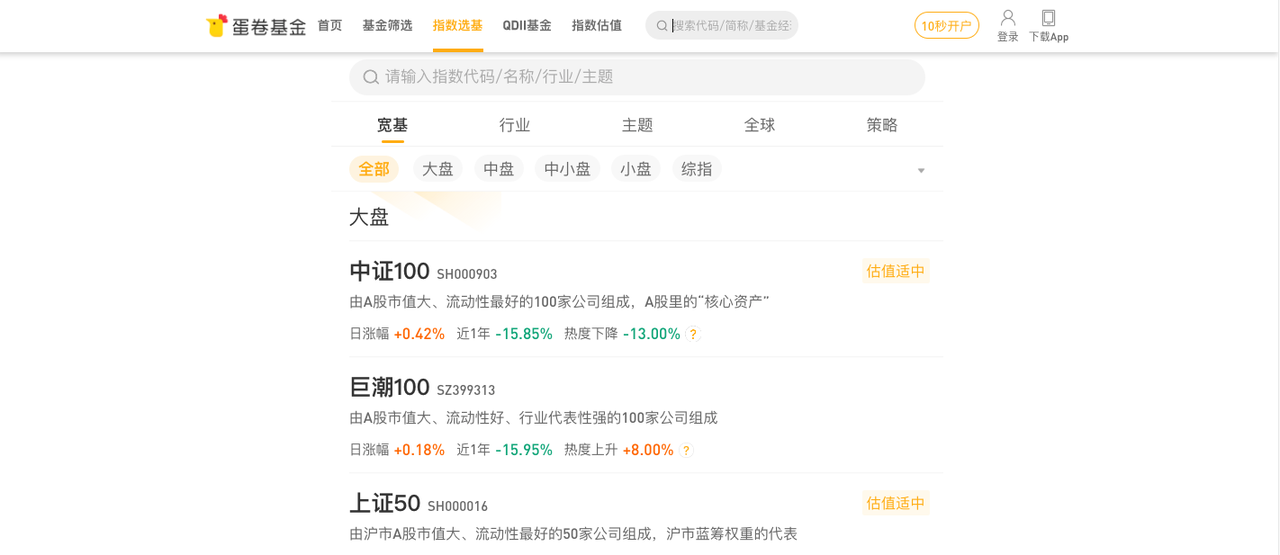 蛋卷基金 首页 基金筛选 指数选基 QDII基金 指数估值 搜索代码/简称/基金经 10秒开户 登录 下载App
请输入指数代码/名称/行业/主题
宽基 行业 主题 全球 策略
全部 大盘 中盘 中小盘 小盘 综指
大盘
中证100 SH000903 估值适中
由A股市值大、流动性最好的100家公司组成，A股里的“核心资产”
日涨幅 +0.42% 近1年 -15.85% 热度下降 -13.00% ?
巨潮100 SZ399313
由A股市值大、流动性好、行业代表性强的100家公司组成
日涨幅 +0.18% 近1年 -15.95% 热度上升 +8.00% ?
上证50 SH000016 估值适中
由沪市A股市值大、流动性最好的50家公司组成，沪市蓝筹权重的代表